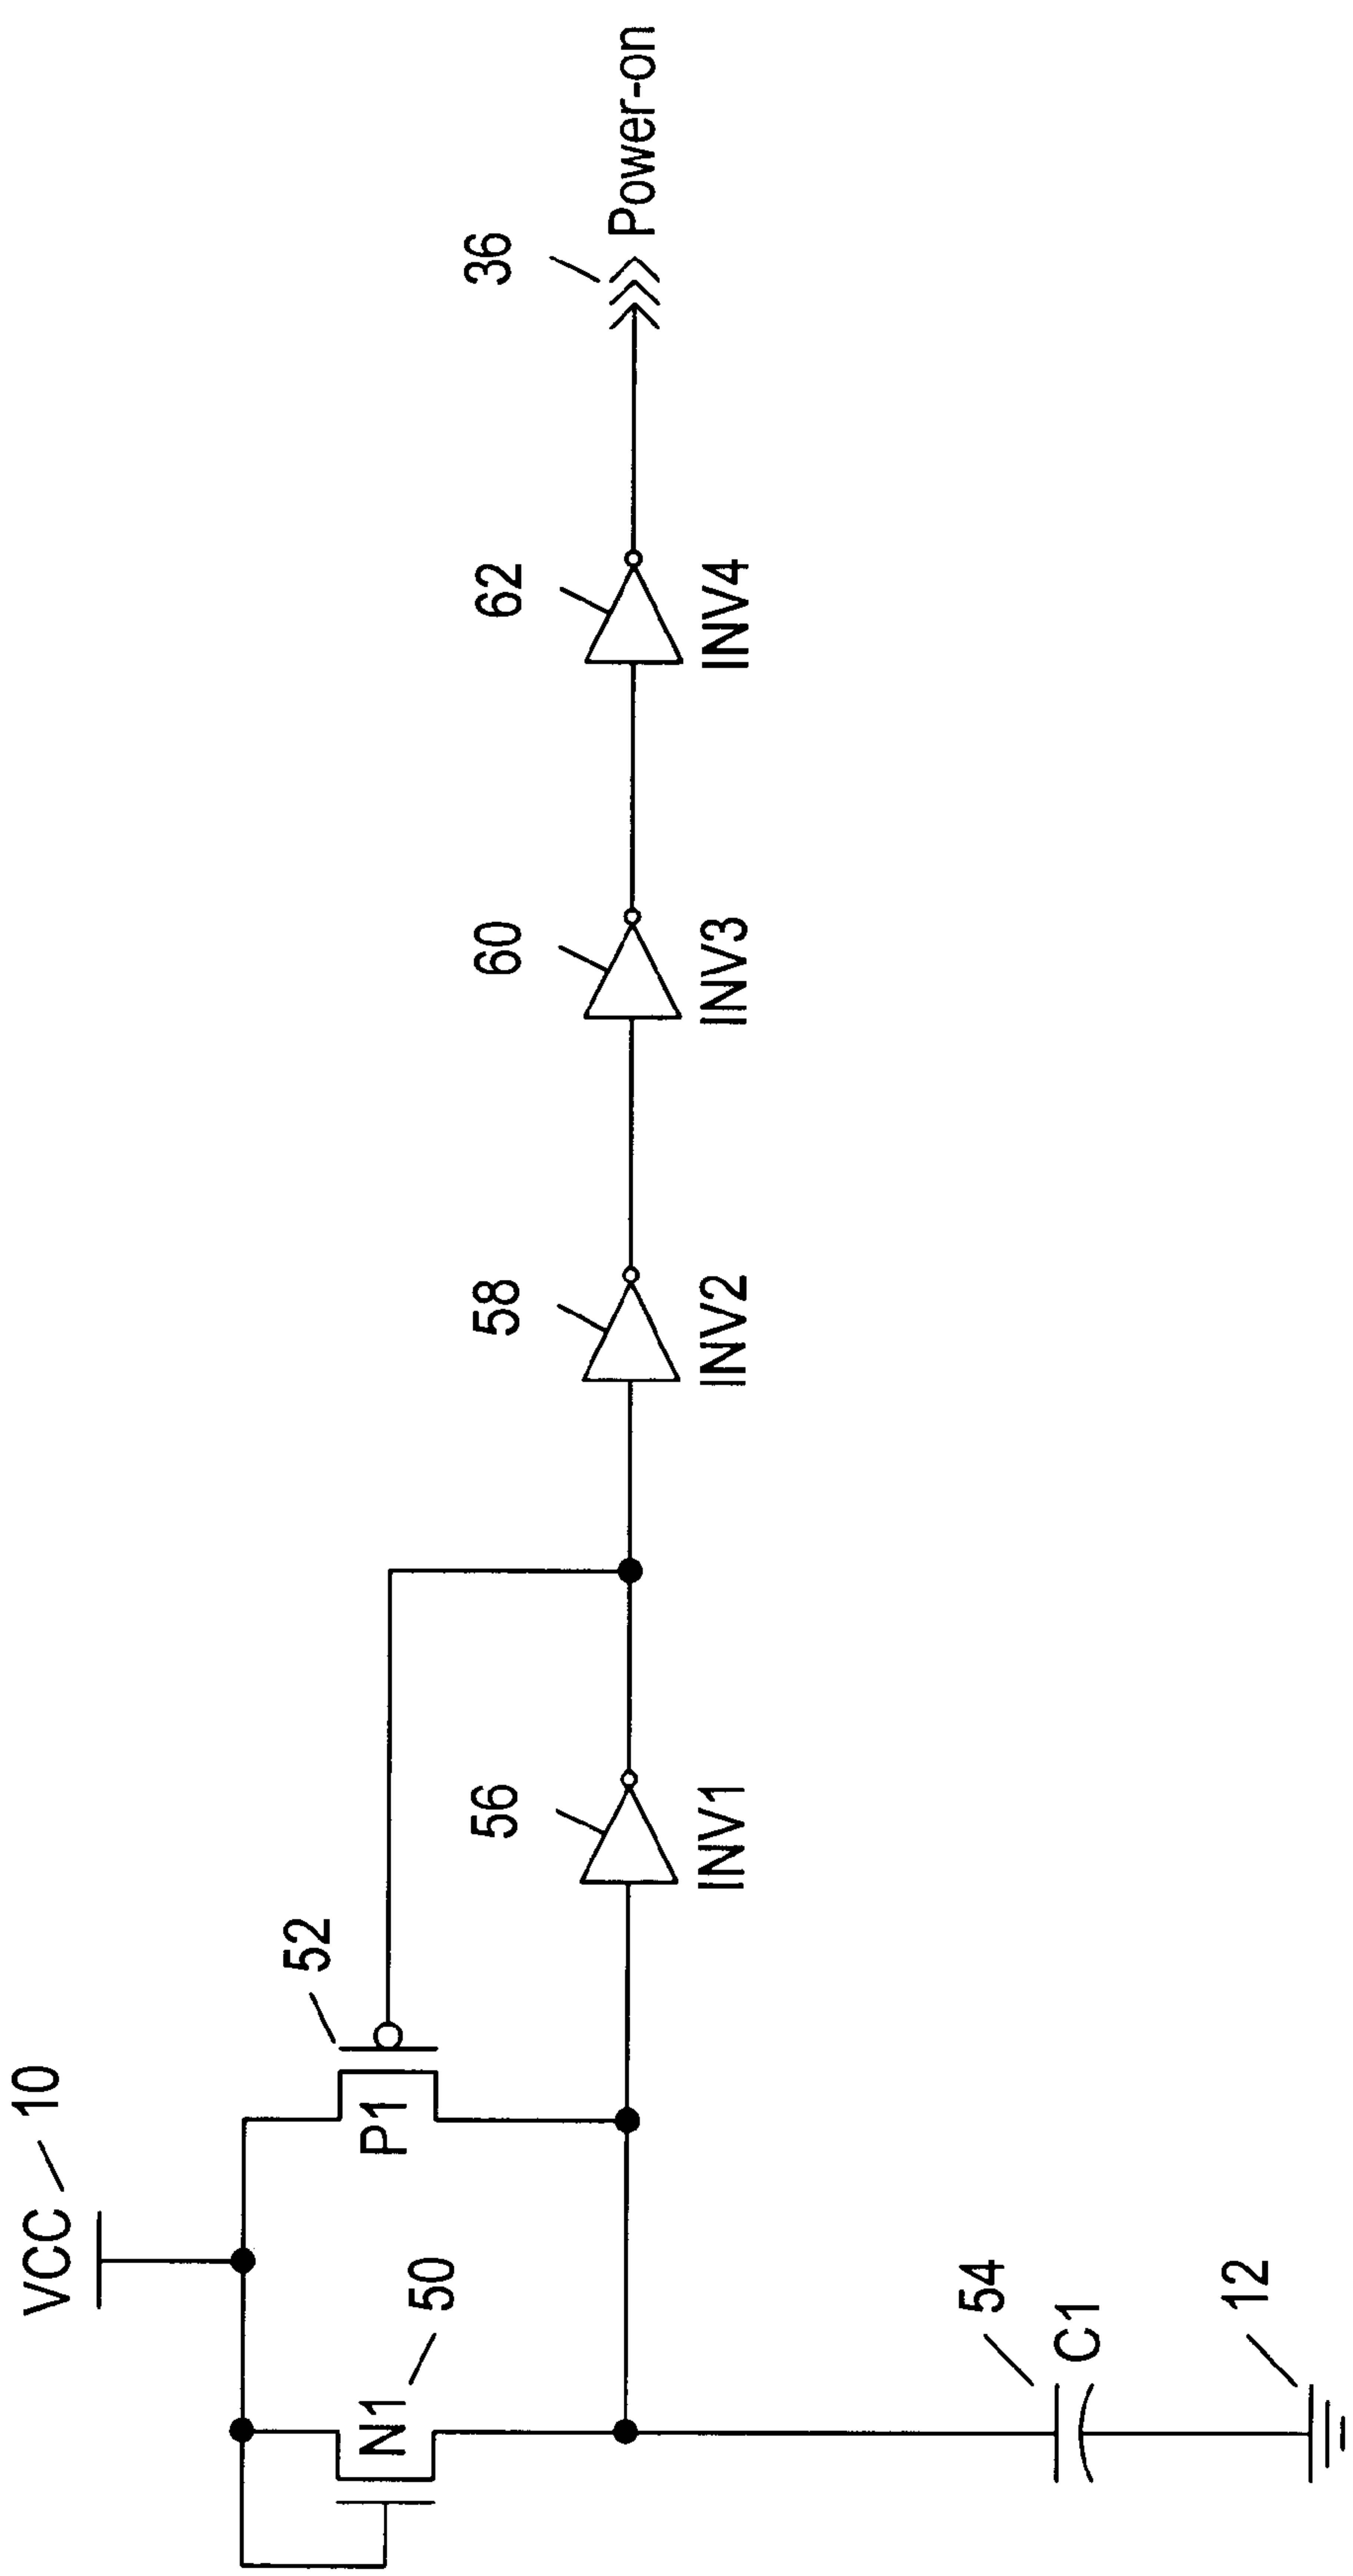 VCC
10
N1
50
P1
52
C1
54
12
56
INV1
58
INV2
60
INV3
62
INV4
36
Power-on